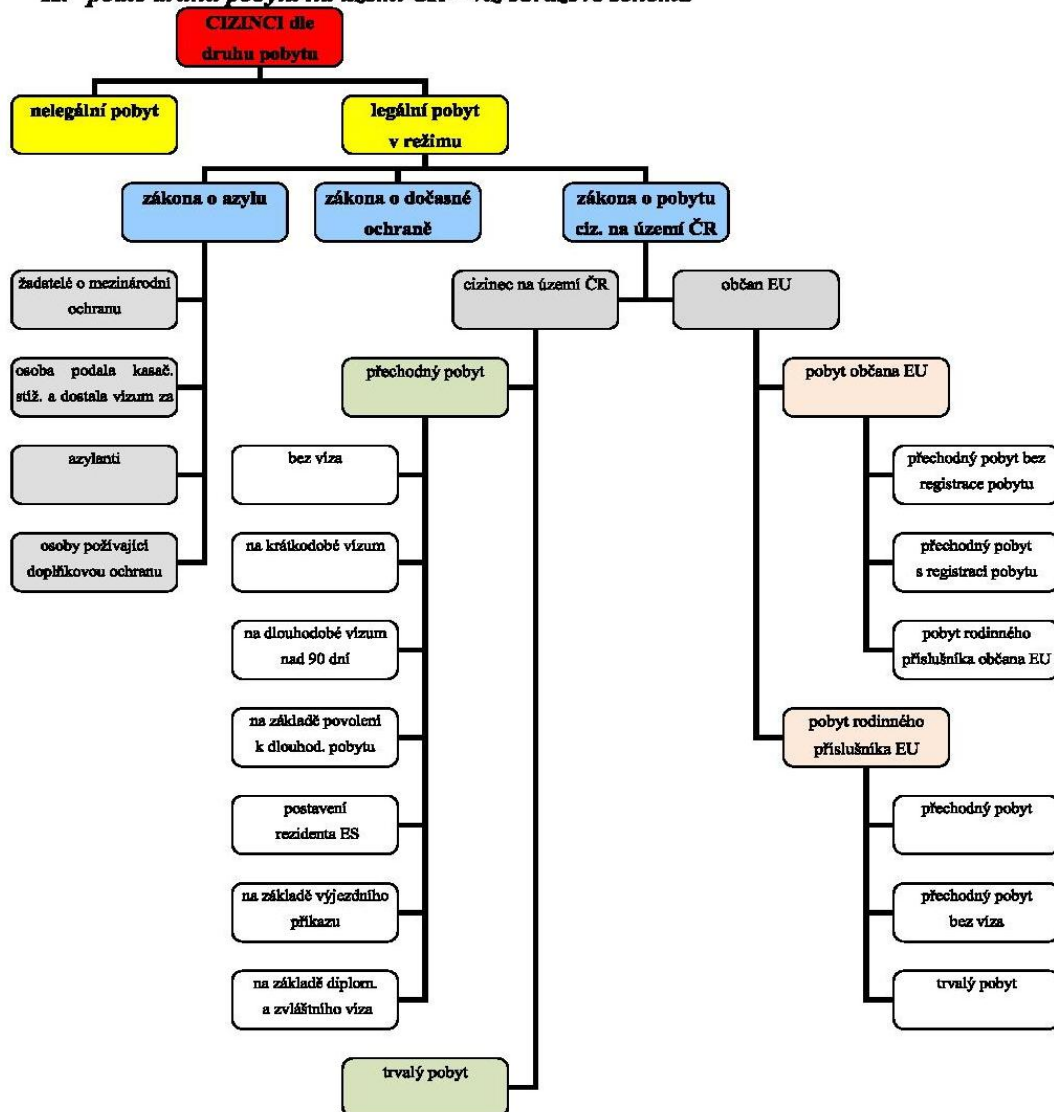 CIZINCI dle
druhu pobytu
nelegální pobyt
legální pobyt
v režimu
zákona o azylu
zákona o dočasné
ochraně
zákona o pobytu
ciz. na území ČR
žadatelé o mezinárodní
ochranu
cizinec na území ČR
občan EU
osoba podala kasač.
stíž. a dostala vízum za
přechodný pobyt
pobyt občana EU
azylanti
bez víza
přechodný pobyt bez
registrace pobytu
osoby požívající
doplňkovou ochranu
na krátkodobé vízum
přechodný pobyt
s registrací pobytu
na dlouhodobé vízum
nad 90 dní
pobyt rodinného
příslušníka občana EU
na základě povolení
k dlouhod. pobytu
pobyt rodinného
příslušníka EU
postavení
rezidenta ES
přechodný pobyt
na základě výjezdního
příkazu
přechodný pobyt
bez víza
na základě diplom.
a zvláštního víza
trvalý pobyt
trvalý pobyt